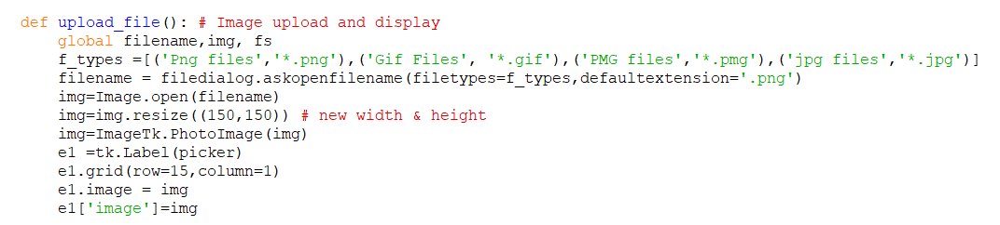 def upload_file(): # Image upload and display
global filename,img, fs
f_types =[('Png files','*.png'),('Gif Files', '*.gif'),('PMG files','*.pmg'),('jpg files','*.jpg')]
filename = filedialog.askopenfilename(filetypes=f_types,defaultextension='.png')
img=Image.open(filename)
img=img.resize((150,150)) # new width & height
img=ImageTk.PhotoImage(img)
e1 =tk.Label(picker)
e1.grid(row=15,column=1)
e1.image = img
e1['image']=img